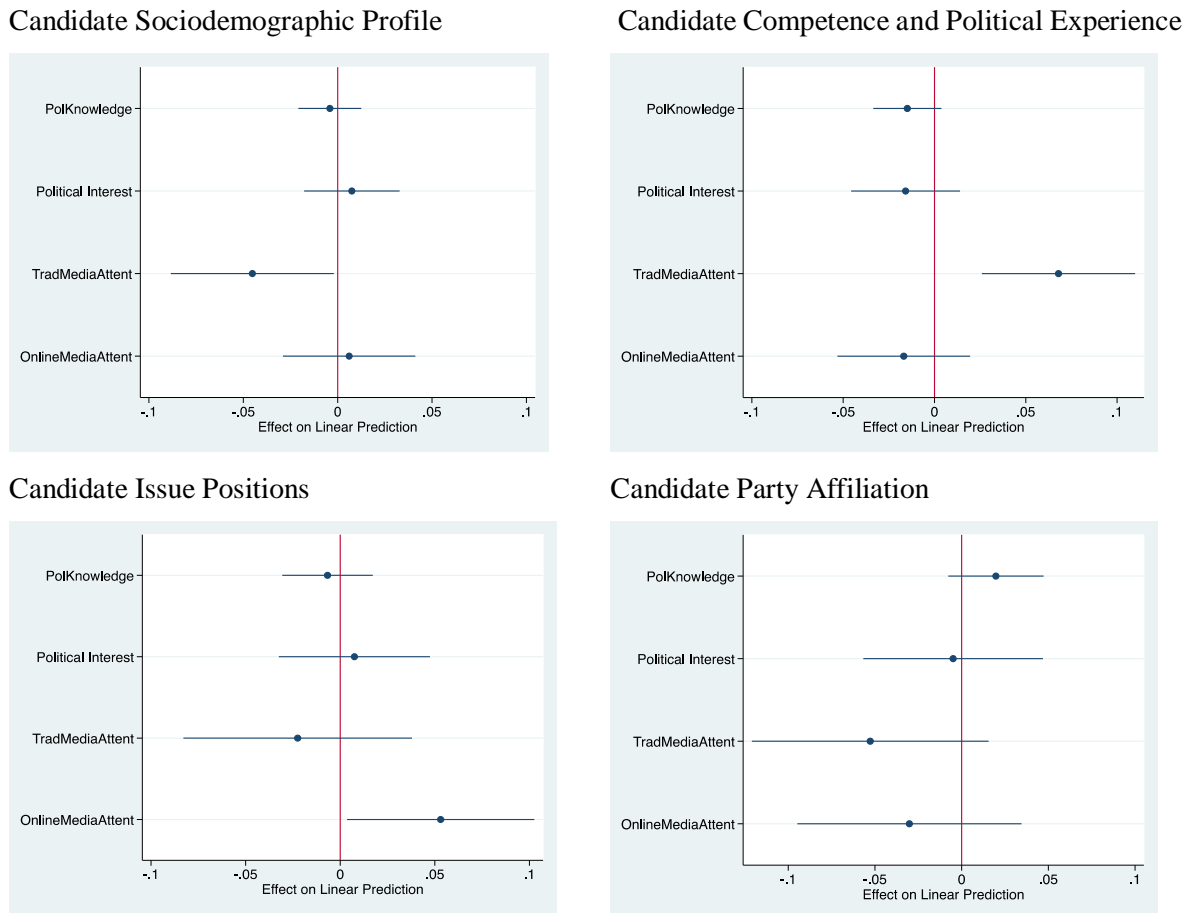 Candidate Sociodemographic Profile
PolKnowledge
Political Interest
TradMediaAttent
OnlineMediaAttent
-.1 -.05 0 .05 .1
Effect on Linear Prediction
Candidate Competence and Political Experience
PolKnowledge
Political Interest
TradMediaAttent
OnlineMediaAttent
-.1 -.05 0 .05 .1
Effect on Linear Prediction
Candidate Issue Positions
PolKnowledge
Political Interest
TradMediaAttent
OnlineMediaAttent
-.1 -.05 0 .05 .1
Effect on Linear Prediction
Candidate Party Affiliation
PolKnowledge
Political Interest
TradMediaAttent
OnlineMediaAttent
-.1 -.05 0 .05 .1
Effect on Linear Prediction